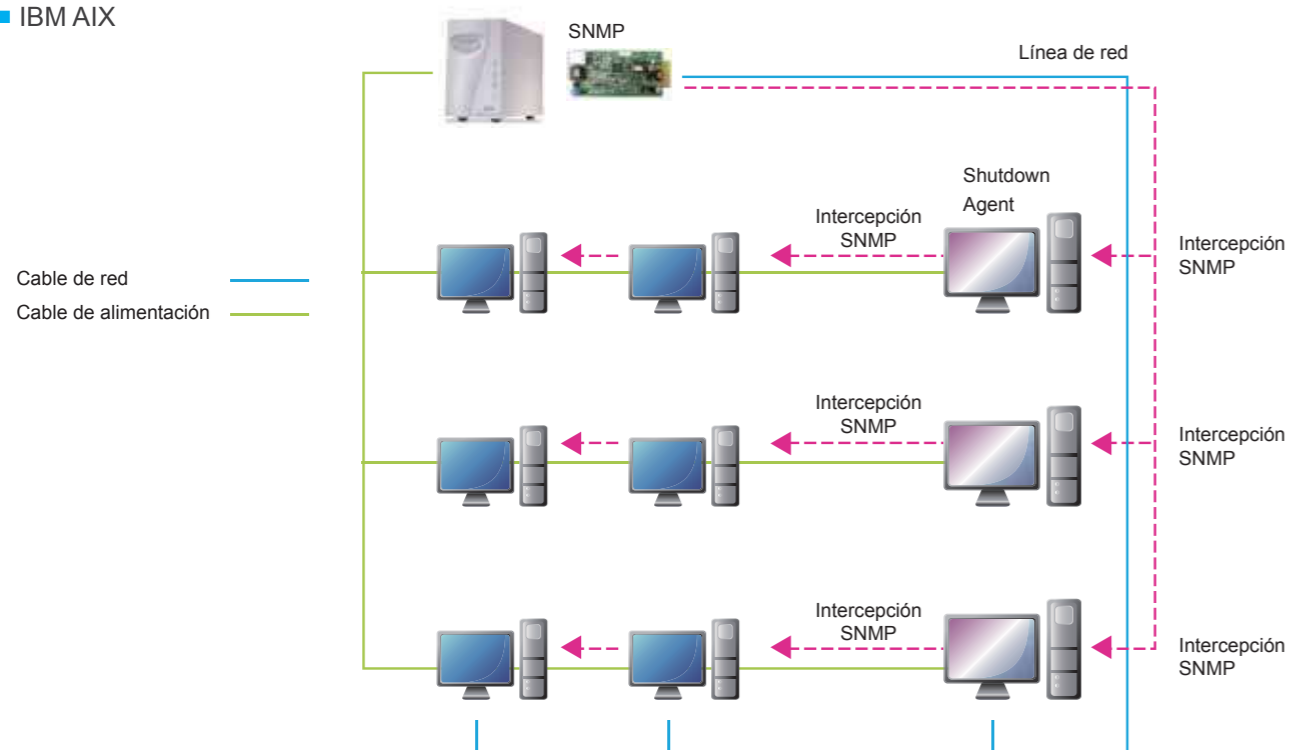 IBM AIX
SNMP
Línea de red
Shutdown
Agent
Intercepción
SNMP
Intercepción
SNMP
Cable de red
Cable de alimentación
Intercepción
SNMP
Intercepción
SNMP
Intercepción
SNMP
Intercepción
SNMP